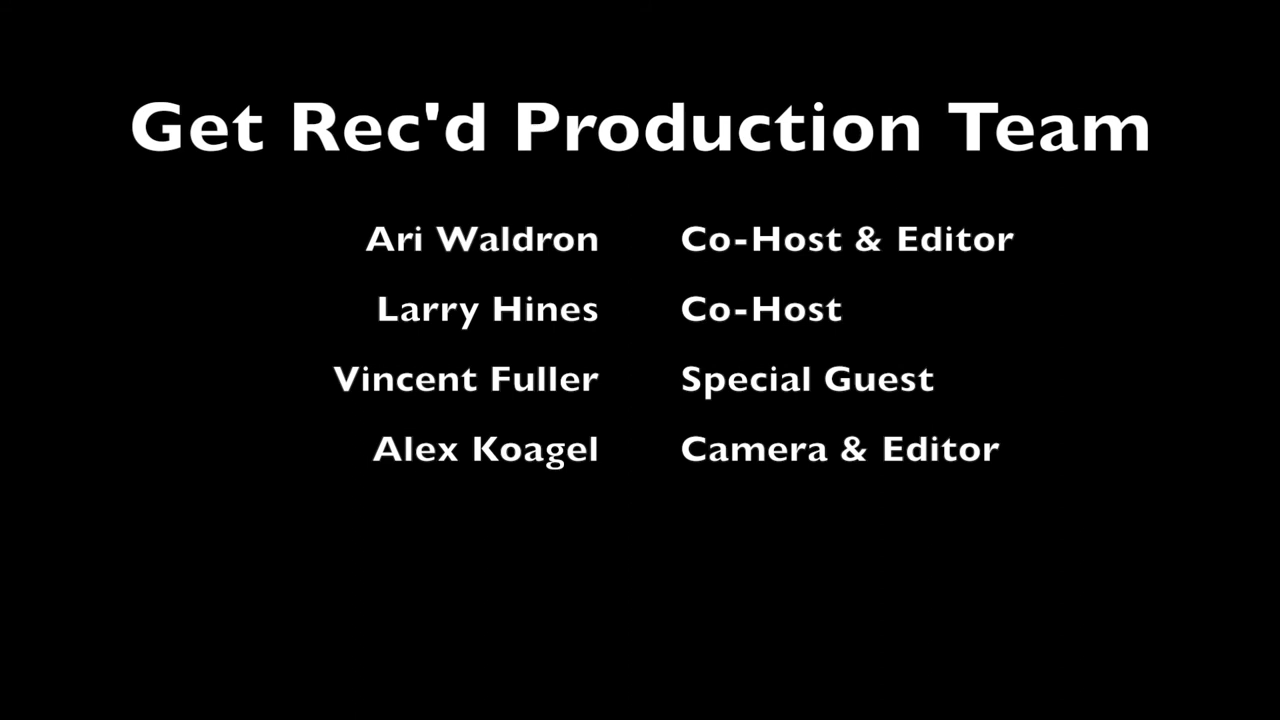 Get Rec'd Production Team
Ari Waldron Co-Host & Editor
Larry Hines Co-Host
Vincent Fuller Special Guest
Alex Koagel Camera & Editor